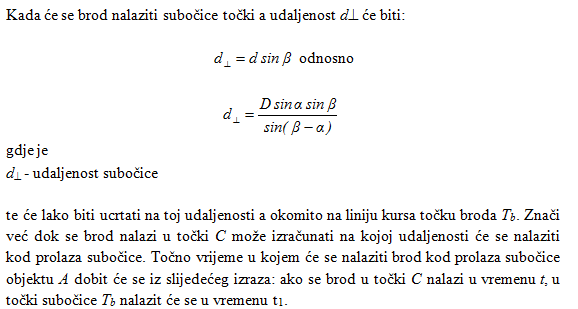 Kada će se brod nalaziti subočice točki a udaljenost d⊥ će biti:
d⊥ = d sin β odnosno
d⊥ = D sin α sin β / sin( β − α )
gdje je
d⊥ - udaljenost subočice
te će lako biti ucrtati na toj udaljenosti a okomito na liniju kursa točku broda Tb. Znači
već dok se brod nalazi u točki C može izračunati na kojoj udaljenosti će se nalaziti
kod prolaza subočice. Točno vrijeme u kojem će se nalaziti brod kod prolaza subočice
objektu A dobit će se iz slijedećeg izraza: ako se brod u točki C nalazi u vremenu t, u
točki subočice Tb nalazit će se u vremenu t1.